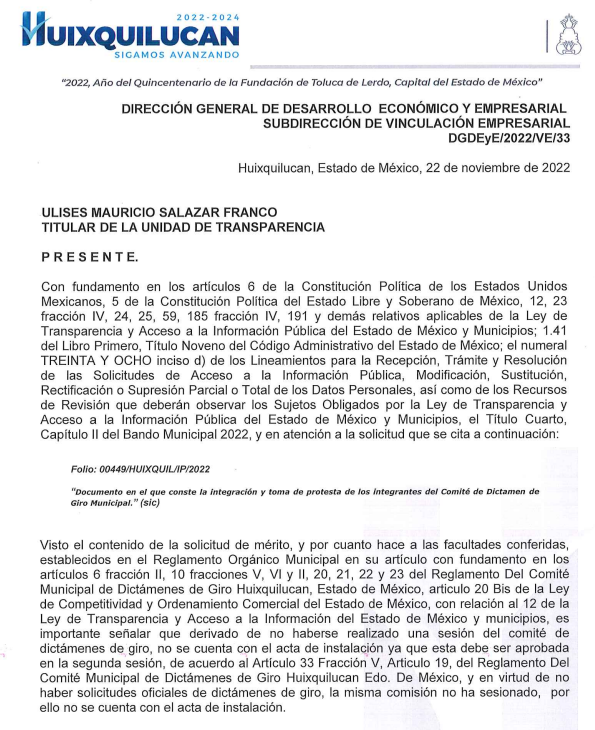 2022-2024
HUIXQUILUCAN
SIGAMOS AVANZANDO
"2022, Año del Quincentenario de la Fundación de Toluca de Lerdo, Capital del Estado de México"
DIRECCIÓN GENERAL DE DESARROLLO ECONÓMICO Y EMPRESARIAL
SUBDIRECCIÓN DE VINCULACIÓN EMPRESARIAL
DGDEyE/2022/VE/33
Huixquilucan, Estado de México, 22 de noviembre de 2022
ULISES MAURICIO SALAZAR FRANCO
TITULAR DE LA UNIDAD DE TRANSPARENCIA
P R E S E N T E.
Con fundamento en los artículos 6 de la Constitución Política de los Estados Unidos
Mexicanos, 5 de la Constitución Política del Estado Libre y Soberano de México, 12, 23
fracción IV, 24, 25, 59, 185 fracción IV, 191 y demás relativos aplicables de la Ley de
Transparencia y Acceso a la Información Pública del Estado de México y Municipios; 1.41
del Libro Primero, Título Noveno del Código Administrativo del Estado de México; el numeral
TREINTA Y OCHO inciso d) de los Lineamientos para la Recepción, Trámite y Resolución
de las Solicitudes de Acceso a la Información Pública, Modificación, Sustitución,
Rectificación o Supresión Parcial o Total de los Datos Personales, así como de los Recursos
de Revisión que deberán observar los Sujetos Obligados por la Ley de Transparencia y
Acceso a la Información Pública del Estado de México y Municipios, el Título Cuarto,
Capítulo II del Bando Municipal 2022, y en atención a la solicitud que se cita a continuación:
Folio: 00449/HUIXQUIL/IP/2022
"Documento en el que conste la integración y toma de protesta de los integrantes del Comité de Dictamen de
Giro Municipal." (sic)
Visto el contenido de la solicitud de mérito, y por cuanto hace a las facultades conferidas,
establecidos en el Reglamento Orgánico Municipal en su artículo con fundamento en los
artículos 6 fracción II, 10 fracciones V, VI y II, 20, 21, 22 y 23 del Reglamento Del Comité
Municipal de Dictámenes de Giro Huixquilucan, Estado de México, articulo 20 Bis de la Ley
de Competitividad y Ordenamiento Comercial del Estado de México, con relación al 12 de la
Ley de Transparencia y Acceso a la Información del Estado de México y municipios, es
importante señalar que derivado de no haberse realizado una sesión del comité de
dictámenes de giro, no se cuenta con el acta de instalación ya que esta debe ser aprobada
en la segunda sesión, de acuerdo al Artículo 33 Fracción V, Articulo 19, del Reglamento Del
Comité Municipal de Dictámenes de Giro Huixquilucan Edo. De México, y en virtud de no
haber solicitudes oficiales de dictámenes de giro, la misma comisión no ha sesionado, por
ello no se cuenta con el acta de instalación.